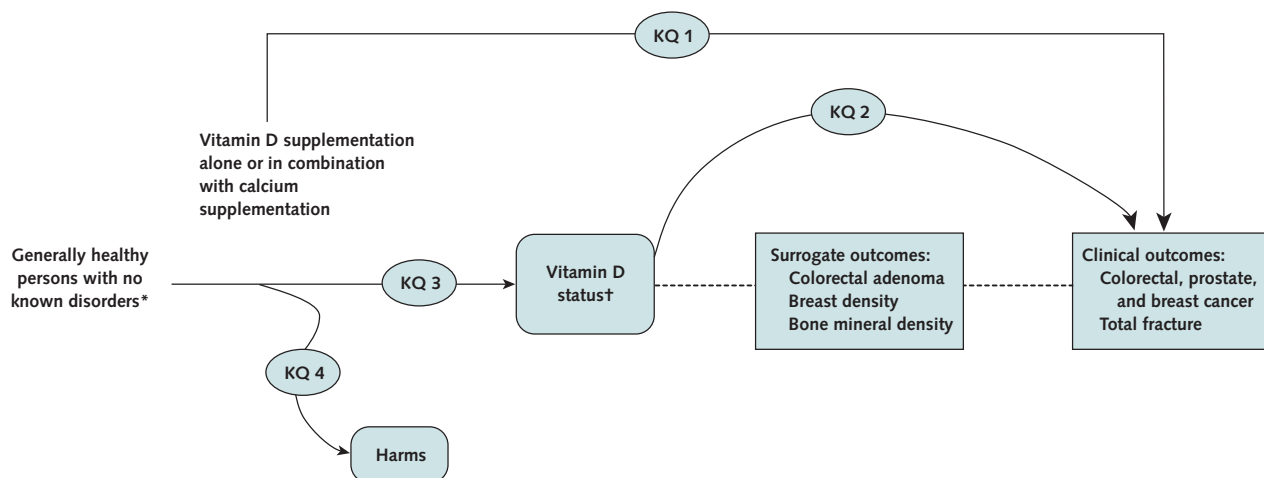 KQ 1
KQ 2
Vitamin D supplementation
alone or in combination
with calcium
supplementation
Generally healthy
persons with no
known disorders*
KQ 3
Vitamin D
status†
Surrogate outcomes:
Colorectal adenoma
Breast density
Bone mineral density
Clinical outcomes:
Colorectal, prostate,
and breast cancer
Total fracture
KQ 4
Harms